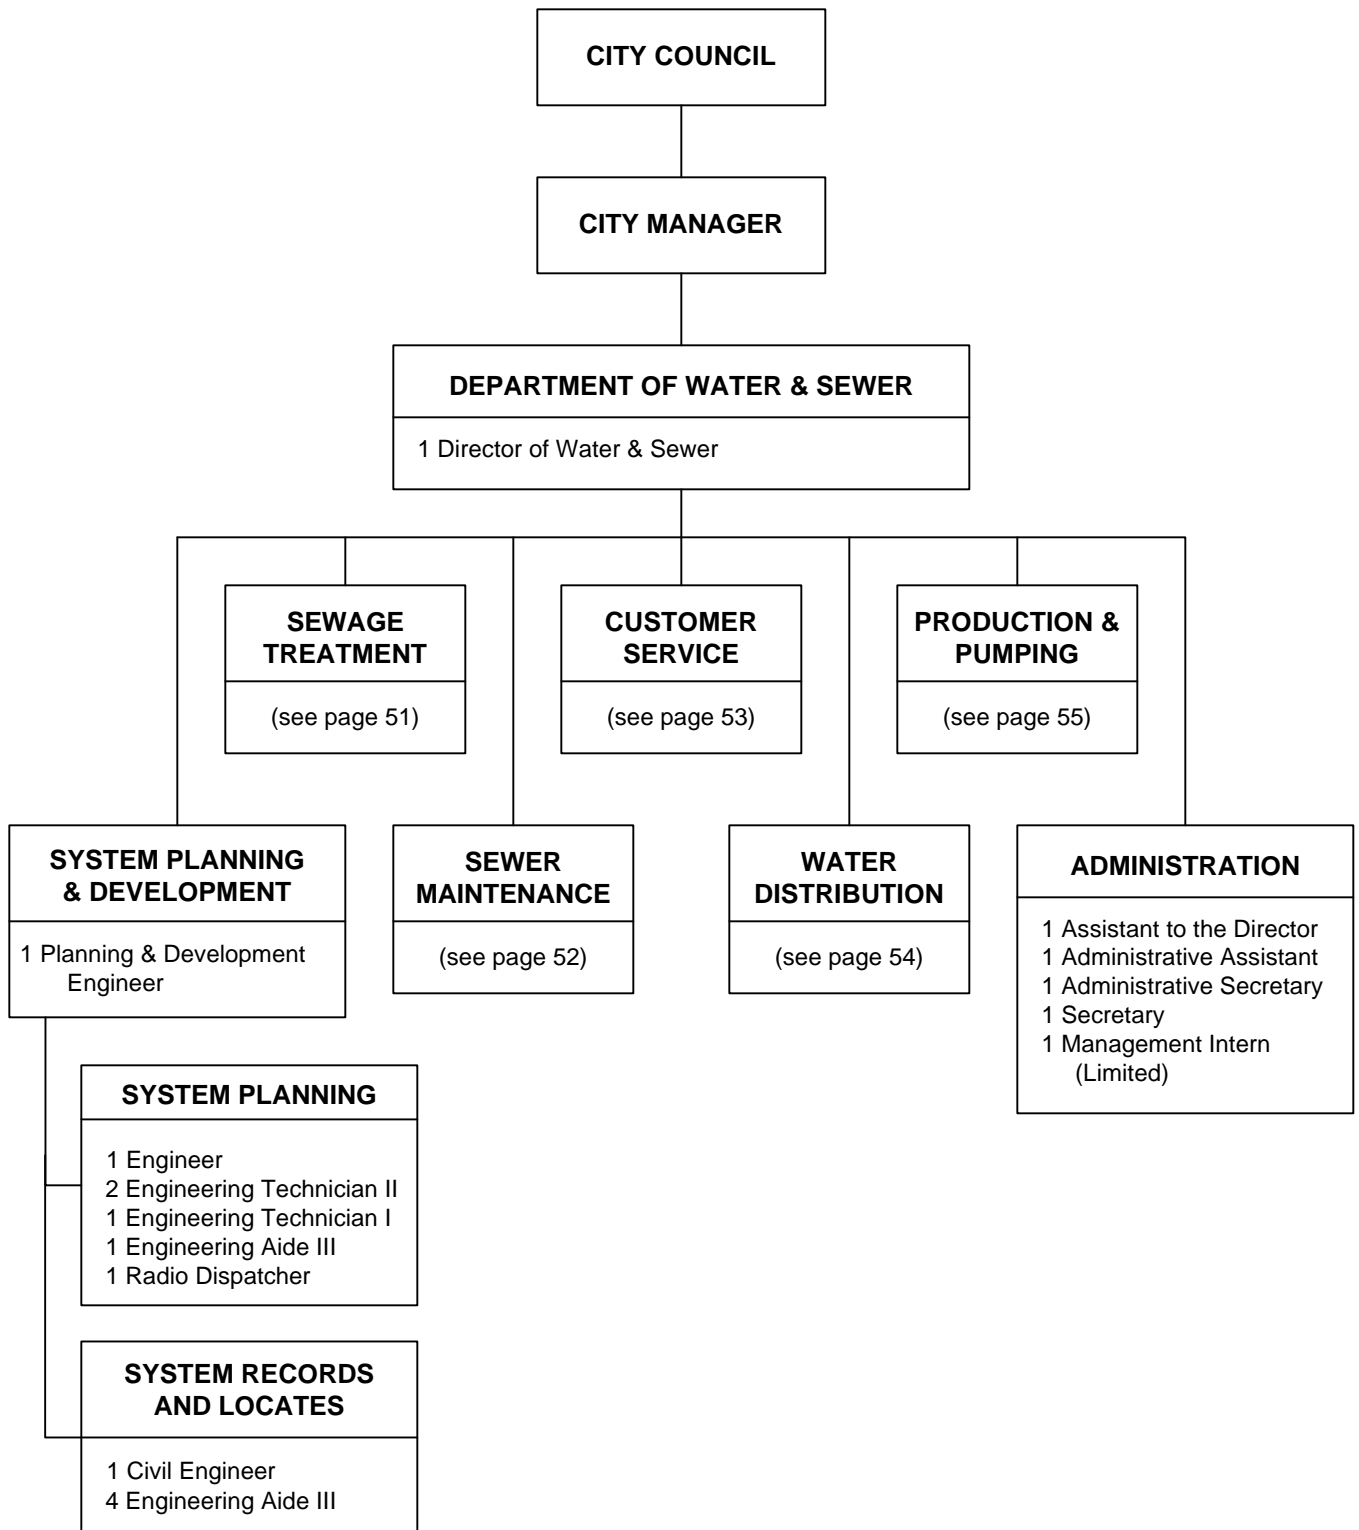 CITY COUNCIL
CITY MANAGER
DEPARTMENT OF WATER & SEWER
1 Director of Water & Sewer
SEWAGE
TREATMENT
(see page 51)
CUSTOMER
SERVICE
(see page 53)
PRODUCTION &
PUMPING
(see page 55)
SYSTEM PLANNING
& DEVELOPMENT
1 Planning & Development
Engineer
SEWER
MAINTENANCE
(see page 52)
WATER
DISTRIBUTION
(see page 54)
ADMINISTRATION
1 Assistant to the Director
1 Administrative Assistant
1 Administrative Secretary
1 Secretary
1 Management Intern
(Limited)
SYSTEM PLANNING
1 Engineer
2 Engineering Technician II
1 Engineering Technician I
1 Engineering Aide III
1 Radio Dispatcher
SYSTEM RECORDS
AND LOCATES
1 Civil Engineer
4 Engineering Aide III